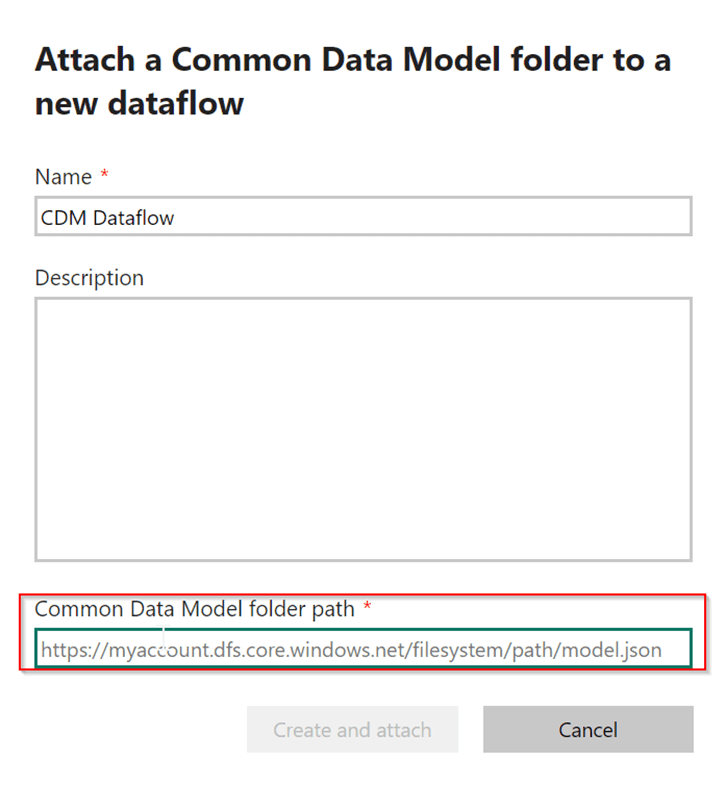 Attach a Common Data Model folder to a
new dataflow
Name *
CDM Dataflow
Description
Common Data Model folder path *
https://myaccount.dfs.core.windows.net/filesystem/path/model.json
Create and attach
Cancel